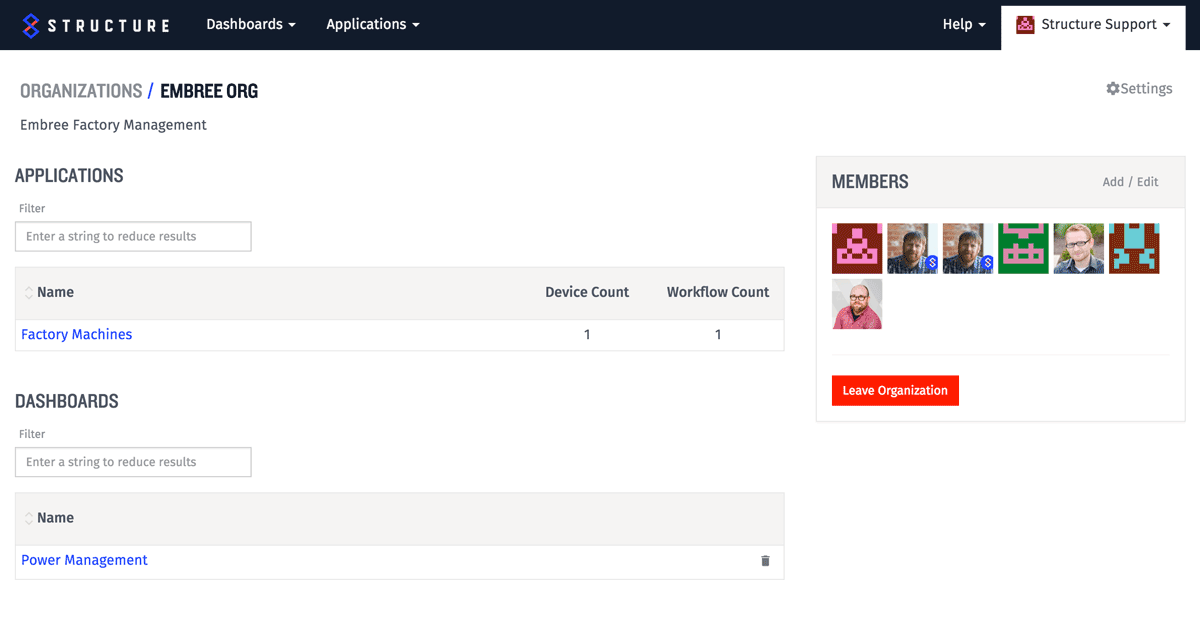 STRUCTURE Dashboards Applications Help Structure Support
ORGANIZATIONS / EMBREE ORG
Settings
Embree Factory Management
APPLICATIONS
Filter
Enter a string to reduce results
Name Device Count Workflow Count
Factory Machines 1 1
DASHBOARDS
Filter
Enter a string to reduce results
Name
Power Management
MEMBERS Add / Edit
Leave Organization